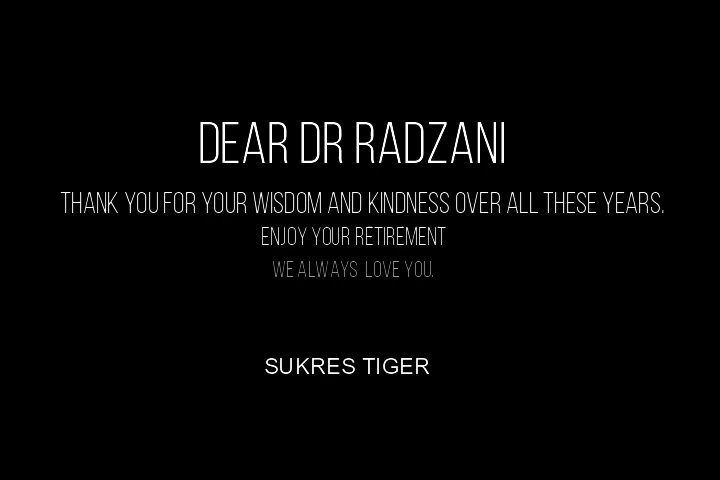 DEAR DR RADZANI
THANK YOU FOR YOUR WISDOM AND KINDNESS OVER ALL THESE YEARS.
ENJOY YOUR RETIREMENT
WE ALWAYS LOVE YOU.
SUKRES TIGER